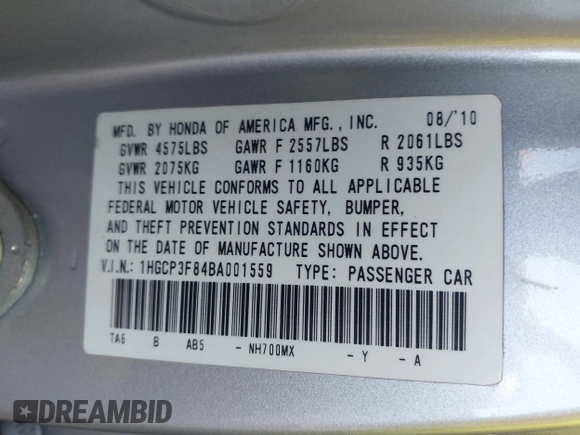 MFD. BY HONDA OF AMERICA MFG., INC. 08/'10
GVWR 4575LBS GAWR F 2557LBS R 2061LBS
GVWR 2075KG GAWR F 1160KG R 935KG
THIS VEHICLE CONFORMS TO ALL APPLICABLE
FEDERAL MOTOR VEHICLE SAFETY, BUMPER,
AND THEFT PREVENTION STANDARDS IN EFFECT
ON THE DATE OF MANUFACTURE SHOWN ABOVE.
V.I.N.: 1HGCP3F84BA001559 TYPE: PASSENGER CAR
TA6 B AB5 - NH700MX - Y - A
DREAMBID